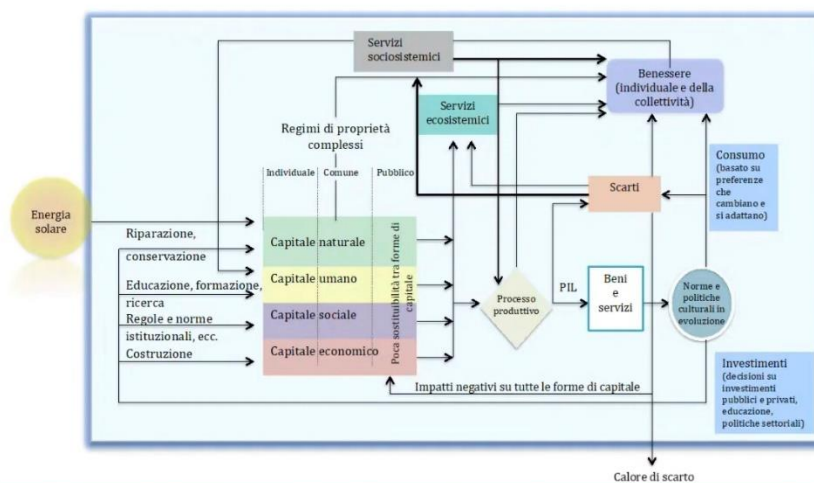 Servizi
sociosistemici
Benessere
(individuale e della
collettività)
Servizi
ecosistemici
Regimi di proprietà
complessi
Individuale Comune Pubblico
Consumo
(basato su
preferenze
che
cambiano e
si adattano)
Scarti
Energia
solare
Riparazione,
conservazione
Educazione, formazione,
ricerca
Regole e norme
istituzionali, ecc.
Costruzione
Capitale naturale
Capitale umano
Capitale sociale
Capitale economico
Poca sostituibilità tra forme di
capitale
Processo
produttivo
PIL
Beni
e
servizi
Norme e
politiche
culturali in
evoluzione
Investimenti
(decisioni su
investimenti
pubblici e privati,
educazione,
politiche settoriali)
Impatti negativi su tutte le forme di capitale
Calore di scarto